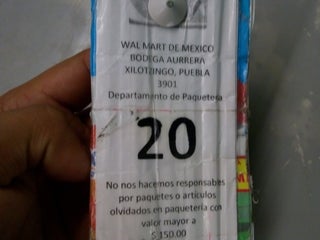 WAL MART DE MEXICO
BODEGA AURRERA
XILOTZINGO, PUEBLA
3901
Departamento de Paqueteria
20
No nos hacemos responsables
por paquetes o artículos
olvidados en paquetería con
valor mayor a
$ 150.00